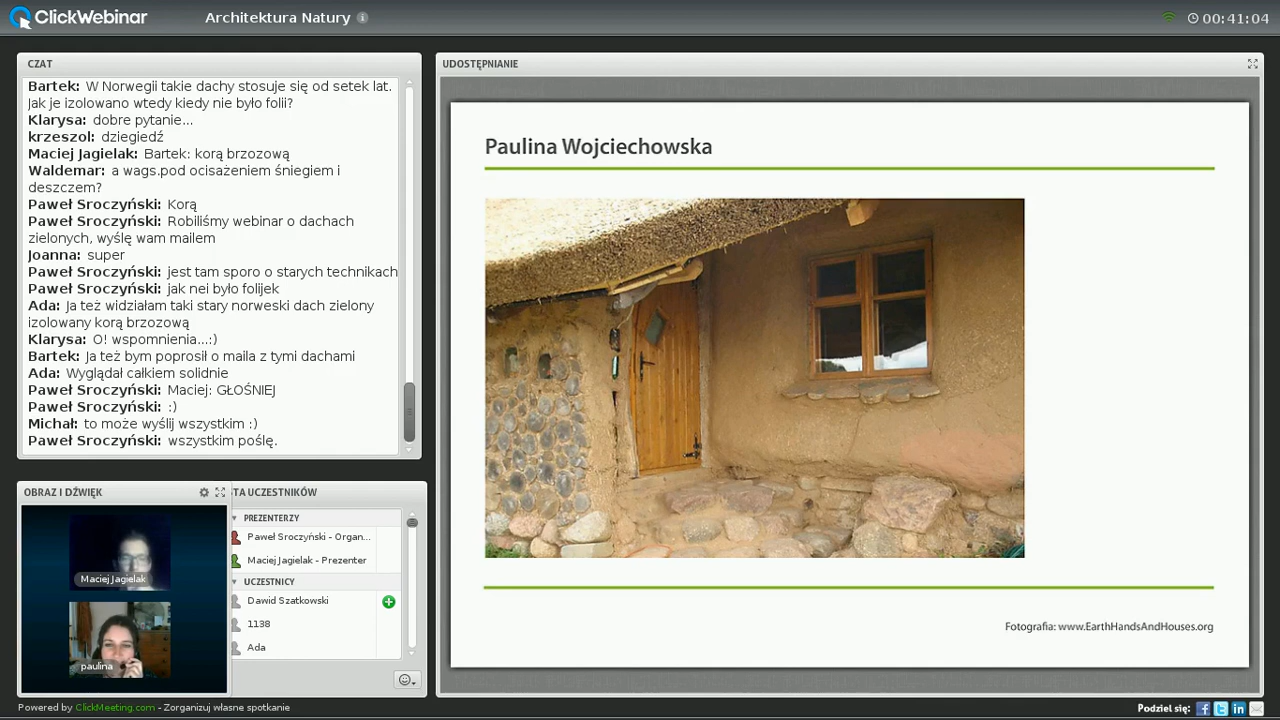 ClickWebinar
Architektura Natury
00:41:04
CZAT
Bartek: W Norwegii takie dachy stosuje się od setek lat.
Jak je izolowano wtedy kiedy nie było folii?
Klarysa: dobre pytanie...
krzeszol: dziegiedź
Maciej Jagielak: Bartek: korą brzozową
Waldemar: a wags.pod ocisażeniem śniegiem i
deszczem?
Paweł Sroczyński: Korą
Paweł Sroczyński: Robiliśmy webinar o dachach
zielonych, wyślę wam mailem
Joanna: super
Paweł Sroczyński: jest tam sporo o starych technikach
Paweł Sroczyński: jak nei było folijek
Ada: Ja też widziałam taki stary norweski dach zielony
izolowany korą brzozową
Klarysa: O! wspomnienia...:)
Bartek: Ja też bym poprosił o maila z tymi dachami
Ada: Wyglądał całkiem solidnie
Paweł Sroczyński: Maciej: GŁOŚNIEJ
Paweł Sroczyński: :)
Michał: to może wyślij wszystkim :)
Paweł Sroczyński: wszystkim poślę.
OBRAZ I DŹWIĘK
Maciej Jagielak
paulina
TA UCZESTNIKÓW
PREZENTERZY
Paweł Sroczyński - Organ...
Maciej Jagielak - Prezenter
UCZESTNICY
Dawid Szatkowski
1138
Ada
UDOSTĘPNIANIE
Paulina Wojciechowska
Fotografia: www.EarthHandsAndHouses.org
Powered by ClickMeeting.com - Zorganizuj własne spotkanie
Podziel się: